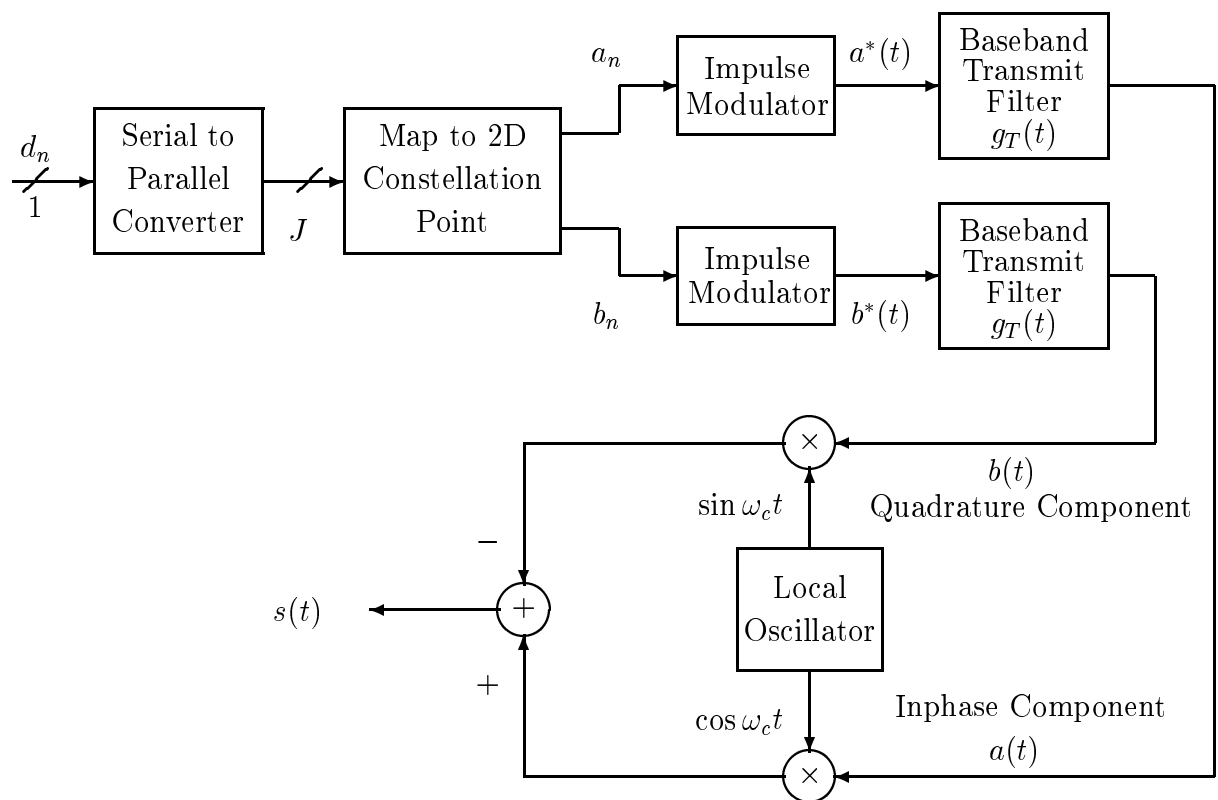 d_n
1
Serial to
Parallel
Converter
J
Map to 2D
Constellation
Point
a_n
Impulse
Modulator
a*(t)
Baseband
Transmit
Filter
g_T(t)
b_n
Impulse
Modulator
b*(t)
Baseband
Transmit
Filter
g_T(t)
×
b(t)
Quadrature Component
sin ω_c t
−
Local
Oscillator
s(t)
+
+
cos ω_c t
Inphase Component
a(t)
×